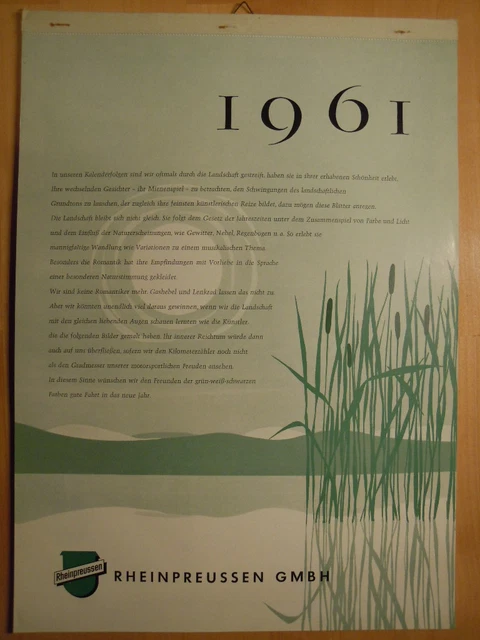 1961
In unseren Kalenderfolgen sind wir oftmals durch die Landschaft gereist, haben sie in ihrer erhabenen Schönheit erlebt.
Ihre wechselnden Gesichter – ihr Mienenspiel – zu betrachten, den Schwingungen des landschaftlichen
Grundtons zu lauschen, der zugleich ihre feinsten künstlerischen Reize bildet, dazu mögen diese Blätter anregen.
Die Landschaft bleibt sich nicht gleich. Sie folgt dem Gesetz der Jahreszeiten unter dem Zusammenspiel von Farbe und Licht
und dem Einfluß der Naturerscheinungen, wie Gewitter, Nebel, Regenbogen u. a. So erlebt sie
mannigfaltige Wandlung wie Variationen zu einem musikalischen Thema.
Besonders die Romantik hat ihre Empfindungen mit Vorliebe in die Sprache
einer besonderen Naturstimmung gekleidet.
Wir sind keine Romantiker mehr. Gashebel und Lenkrad lassen das nicht zu.
Aber wir könnten unendlich viel daraus gewinnen, wenn wir die Landschaft
mit den gleichen liebenden Augen schauen lernten wie die Künstler,
die die folgenden Bilder gemalt haben. Ihr innerer Reichtum würde dann
auch auf uns überfließen, sofern wir den Kilometerzähler noch nicht
als den Gradmesser unserer motorsportlichen Freuden ansehen.
In diesem Sinne wünschen wir den Freunden der grün-weiß-schwarzen
Farben gute Fahrt in das neue Jahr.
Rheinpreussen
RHEINPREUSSEN GMBH